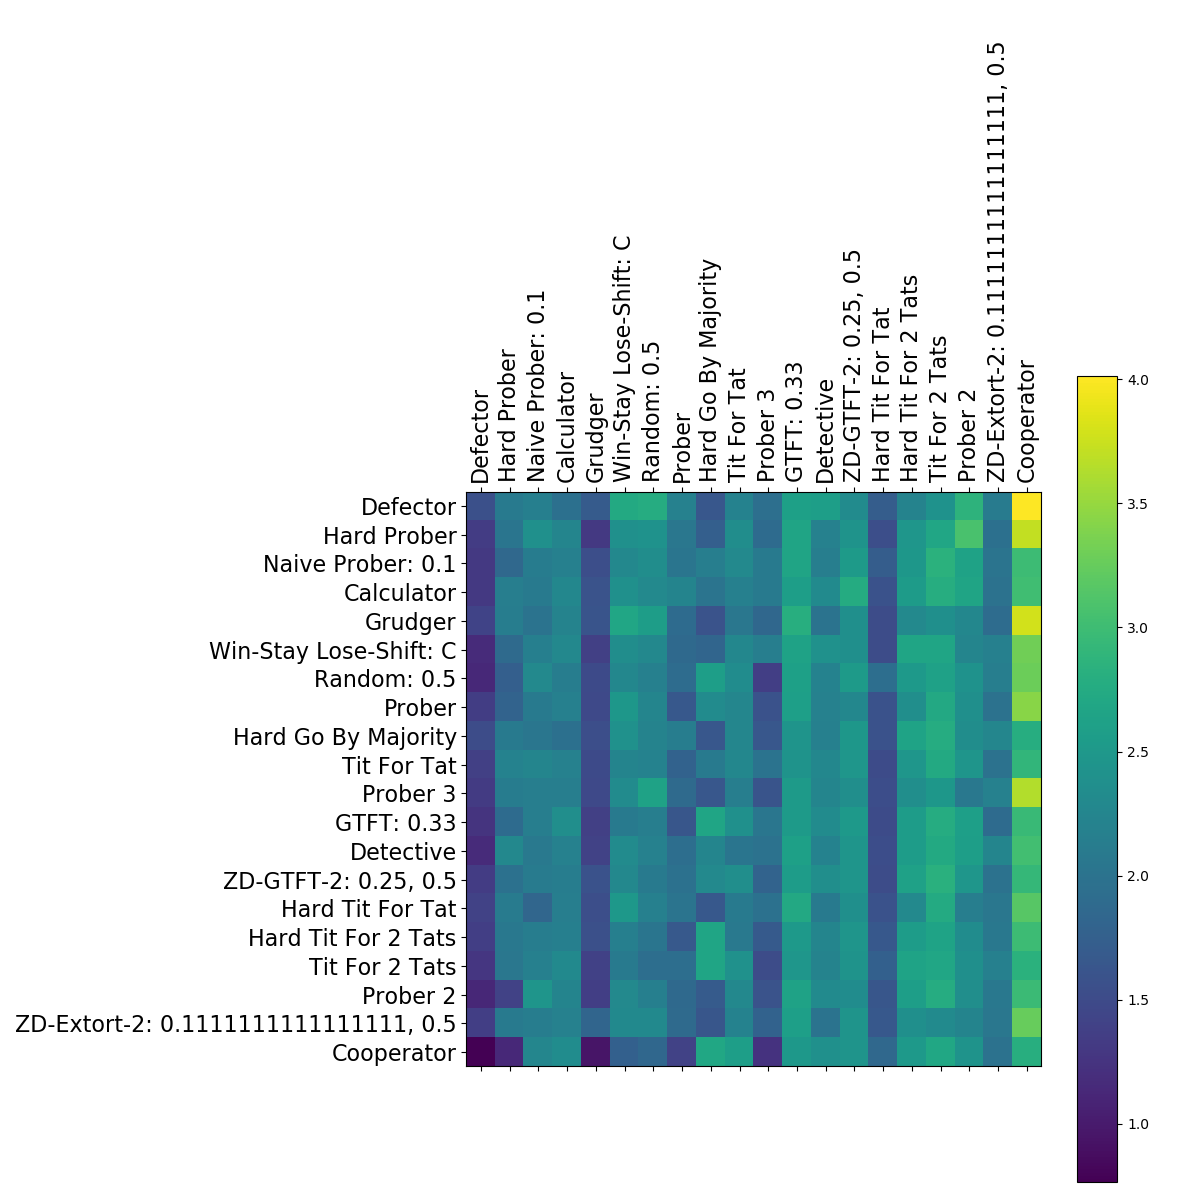 Defector
Hard Prober
Naive Prober: 0.1
Calculator
Grudger
Win-Stay Lose-Shift: C
Random: 0.5
Prober
Hard Go By Majority
Tit For Tat
Prober 3
GTFT: 0.33
Detective
ZD-GTFT-2: 0.25, 0.5
Hard Tit For Tat
Hard Tit For 2 Tats
Tit For 2 Tats
Prober 2
ZD-Extort-2: 0.1111111111111111, 0.5
Cooperator
Defector
Hard Prober
Naive Prober: 0.1
Calculator
Grudger
Win-Stay Lose-Shift: C
Random: 0.5
Prober
Hard Go By Majority
Tit For Tat
Prober 3
GTFT: 0.33
Detective
ZD-GTFT-2: 0.25, 0.5
Hard Tit For Tat
Hard Tit For 2 Tats
Tit For 2 Tats
Prober 2
ZD-Extort-2: 0.1111111111111111, 0.5
Cooperator
4.0
3.5
3.0
2.5
2.0
1.5
1.0